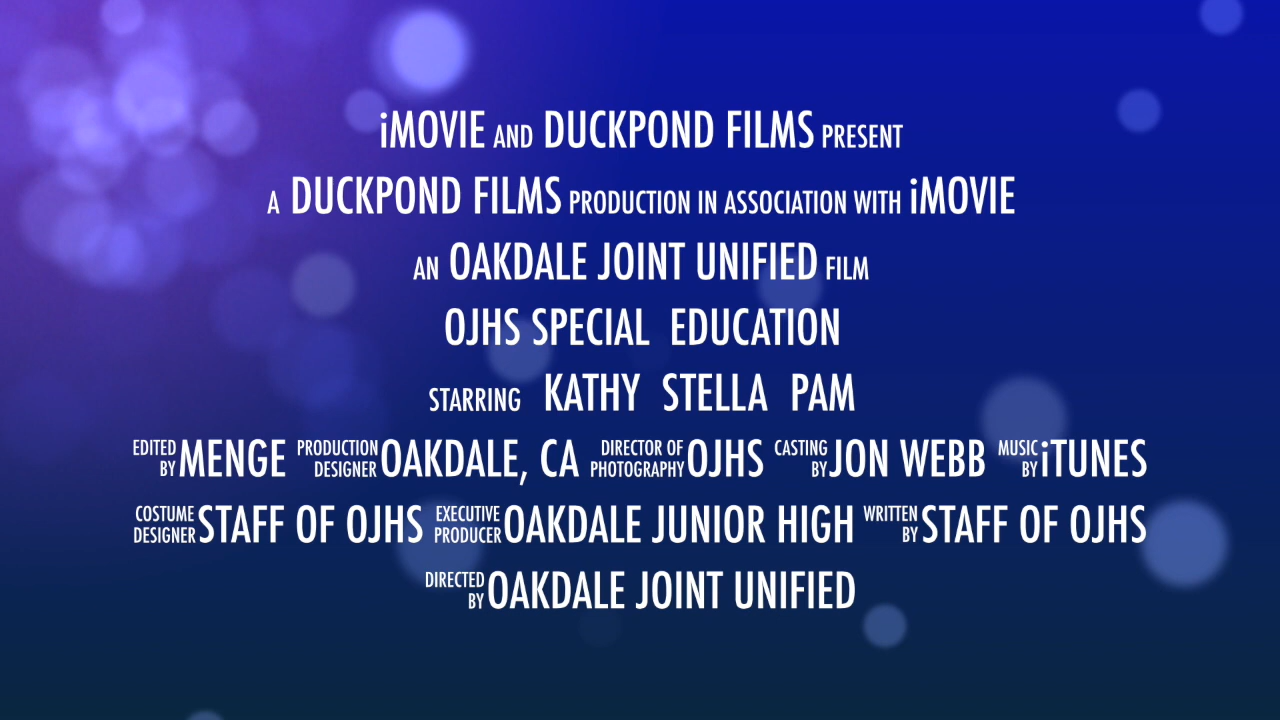 iMOVIE AND DUCKPOND FILMS PRESENT
A DUCKPOND FILMS PRODUCTION IN ASSOCIATION WITH iMOVIE
AN OAKDALE JOINT UNIFIED FILM
OJHS SPECIAL EDUCATION
STARRING KATHY STELLA PAM
EDITED BY MENGE PRODUCTION DESIGNER OAKDALE, CA DIRECTOR OF PHOTOGRAPHY OJHS CASTING BY JON WEBB MUSIC BY iTUNES
COSTUME DESIGNER STAFF OF OJHS EXECUTIVE PRODUCER OAKDALE JUNIOR HIGH WRITTEN BY STAFF OF OJHS
DIRECTED BY OAKDALE JOINT UNIFIED